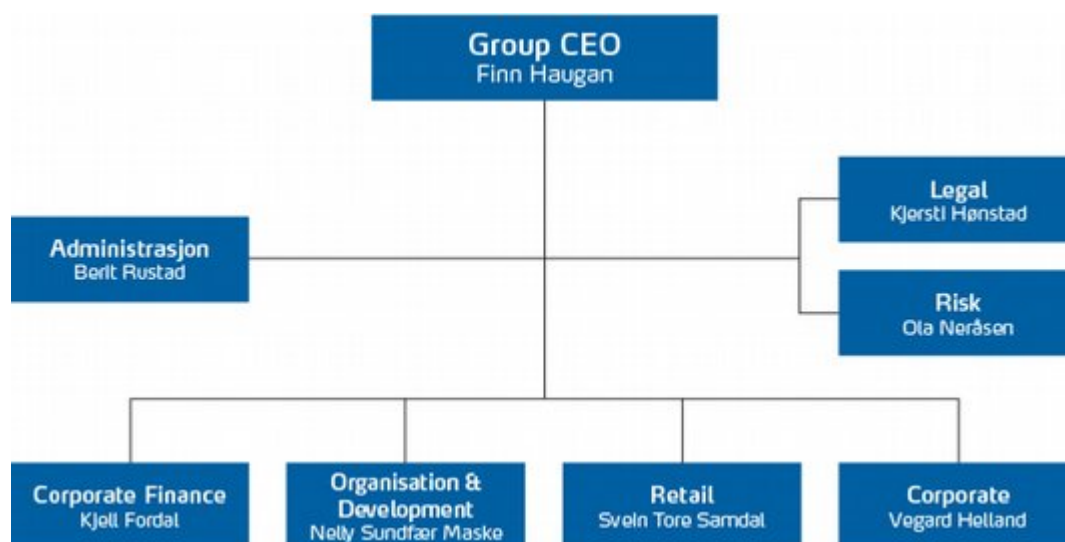 Group CEO
Finn Haugan
Legal
Kjersti Hønstad
Administrasjon
Berit Rustad
Risk
Ola Neråsen
Corporate Finance
Kjell Fordal
Organisation &
Development
Nelly Sundfær Maske
Retail
Svein Tore Samdal
Corporate
Vegard Helland